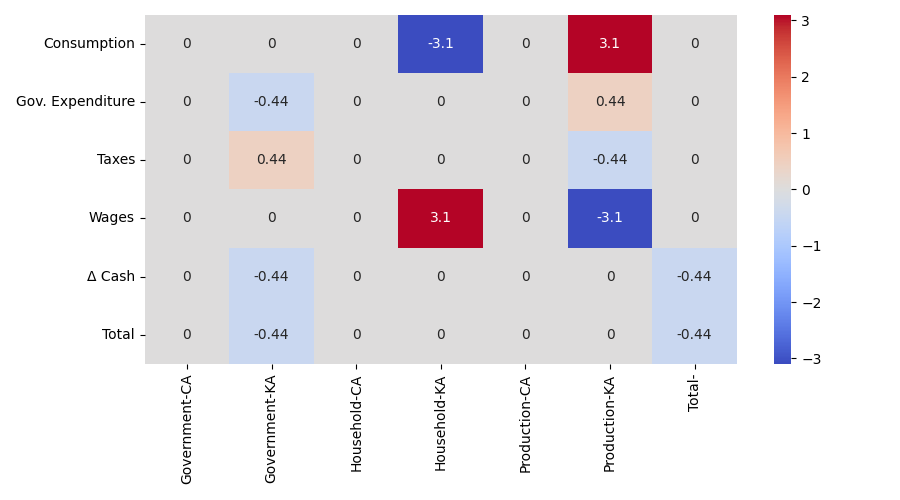 Consumption 0 0 0 -3.1 0 3.1 0
Gov. Expenditure 0 -0.44 0 0 0 0.44 0
Taxes 0 0.44 0 0 0 -0.44 0
Wages 0 0 0 3.1 0 -3.1 0
Δ Cash 0 -0.44 0 0 0 0 -0.44
Total 0 -0.44 0 0 0 0 -0.44
Government-CA
Government-KA
Household-CA
Household-KA
Production-CA
Production-KA
Total-
3
2
1
0
−1
−2
−3